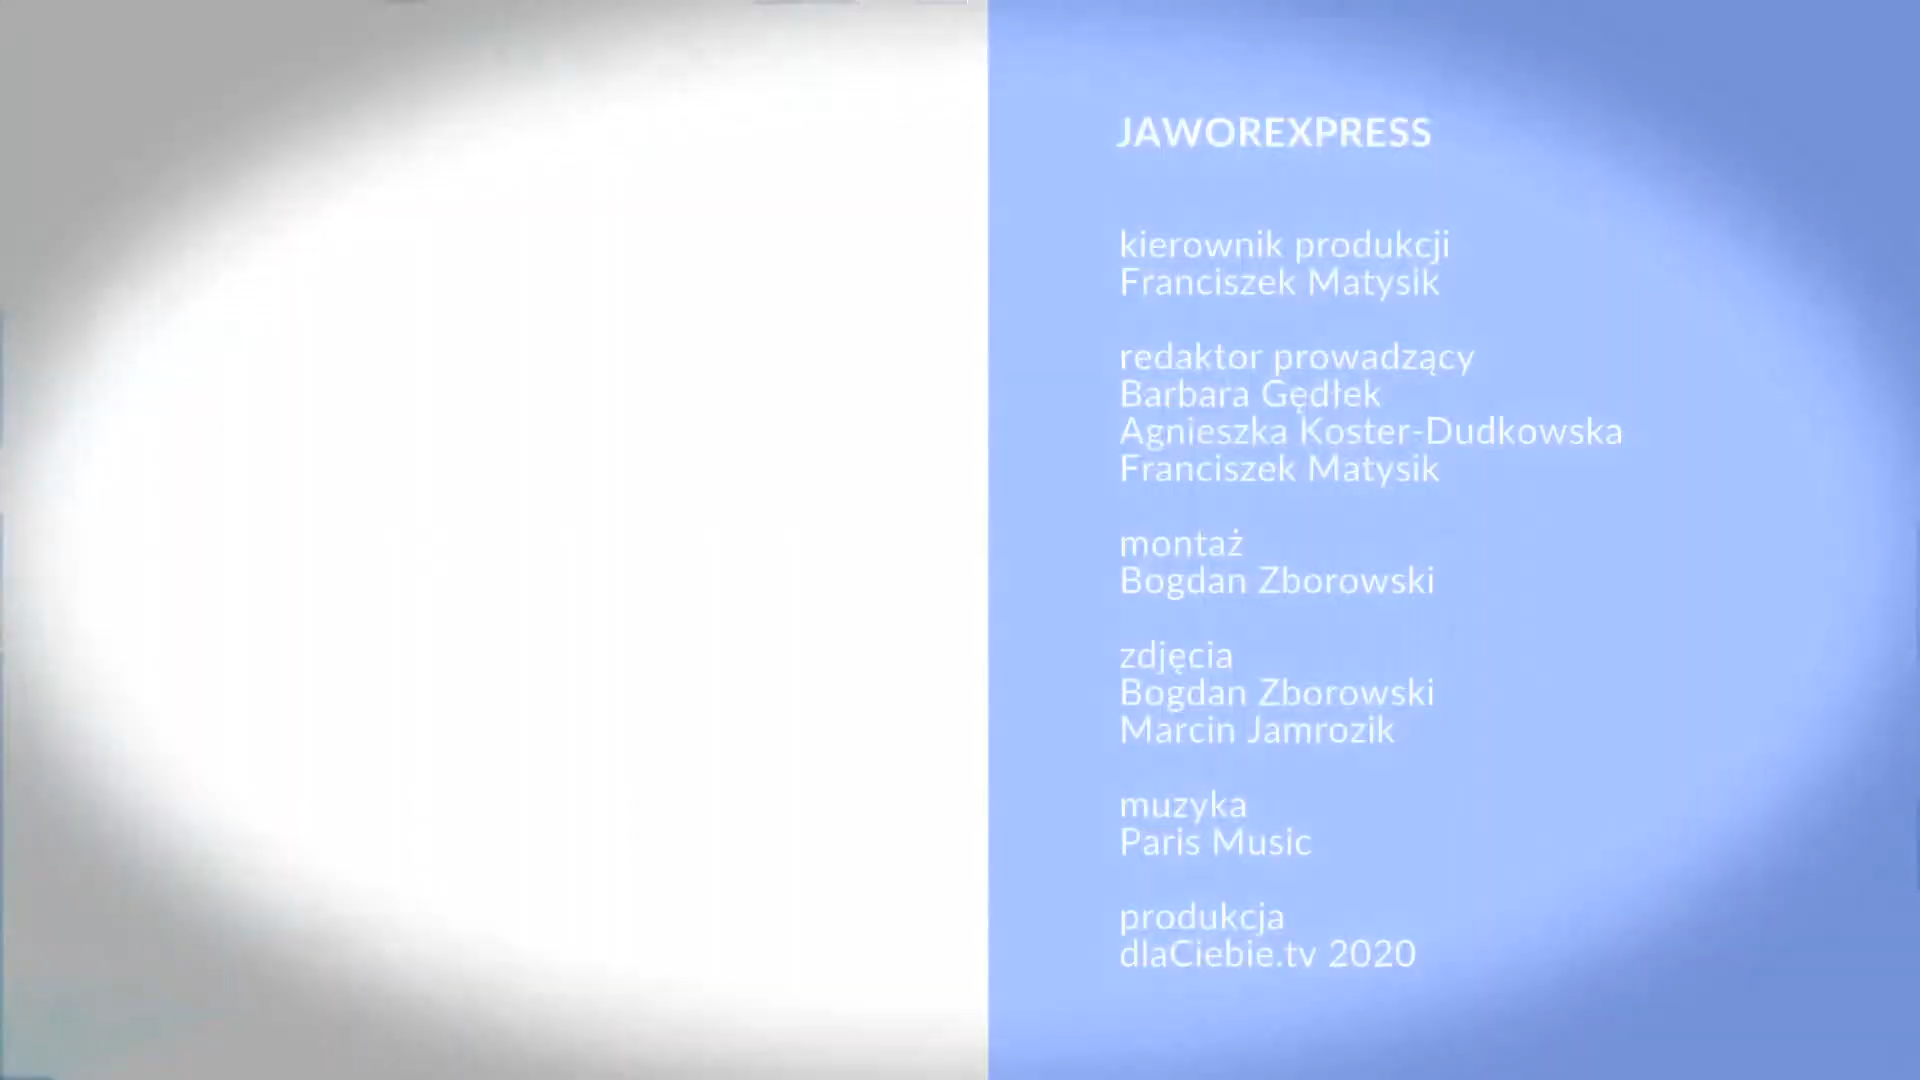 JAWOREXPRESS
kierownik produkcji
Franciszek Matysik
redaktor prowadzący
Barbara Gędłek
Agnieszka Koster-Dudkowska
Franciszek Matysik
montaż
Bogdan Zborowski
zdjęcia
Bogdan Zborowski
Marcin Jamrozik
muzyka
Paris Music
produkcja
dlaCiebie.tv 2020